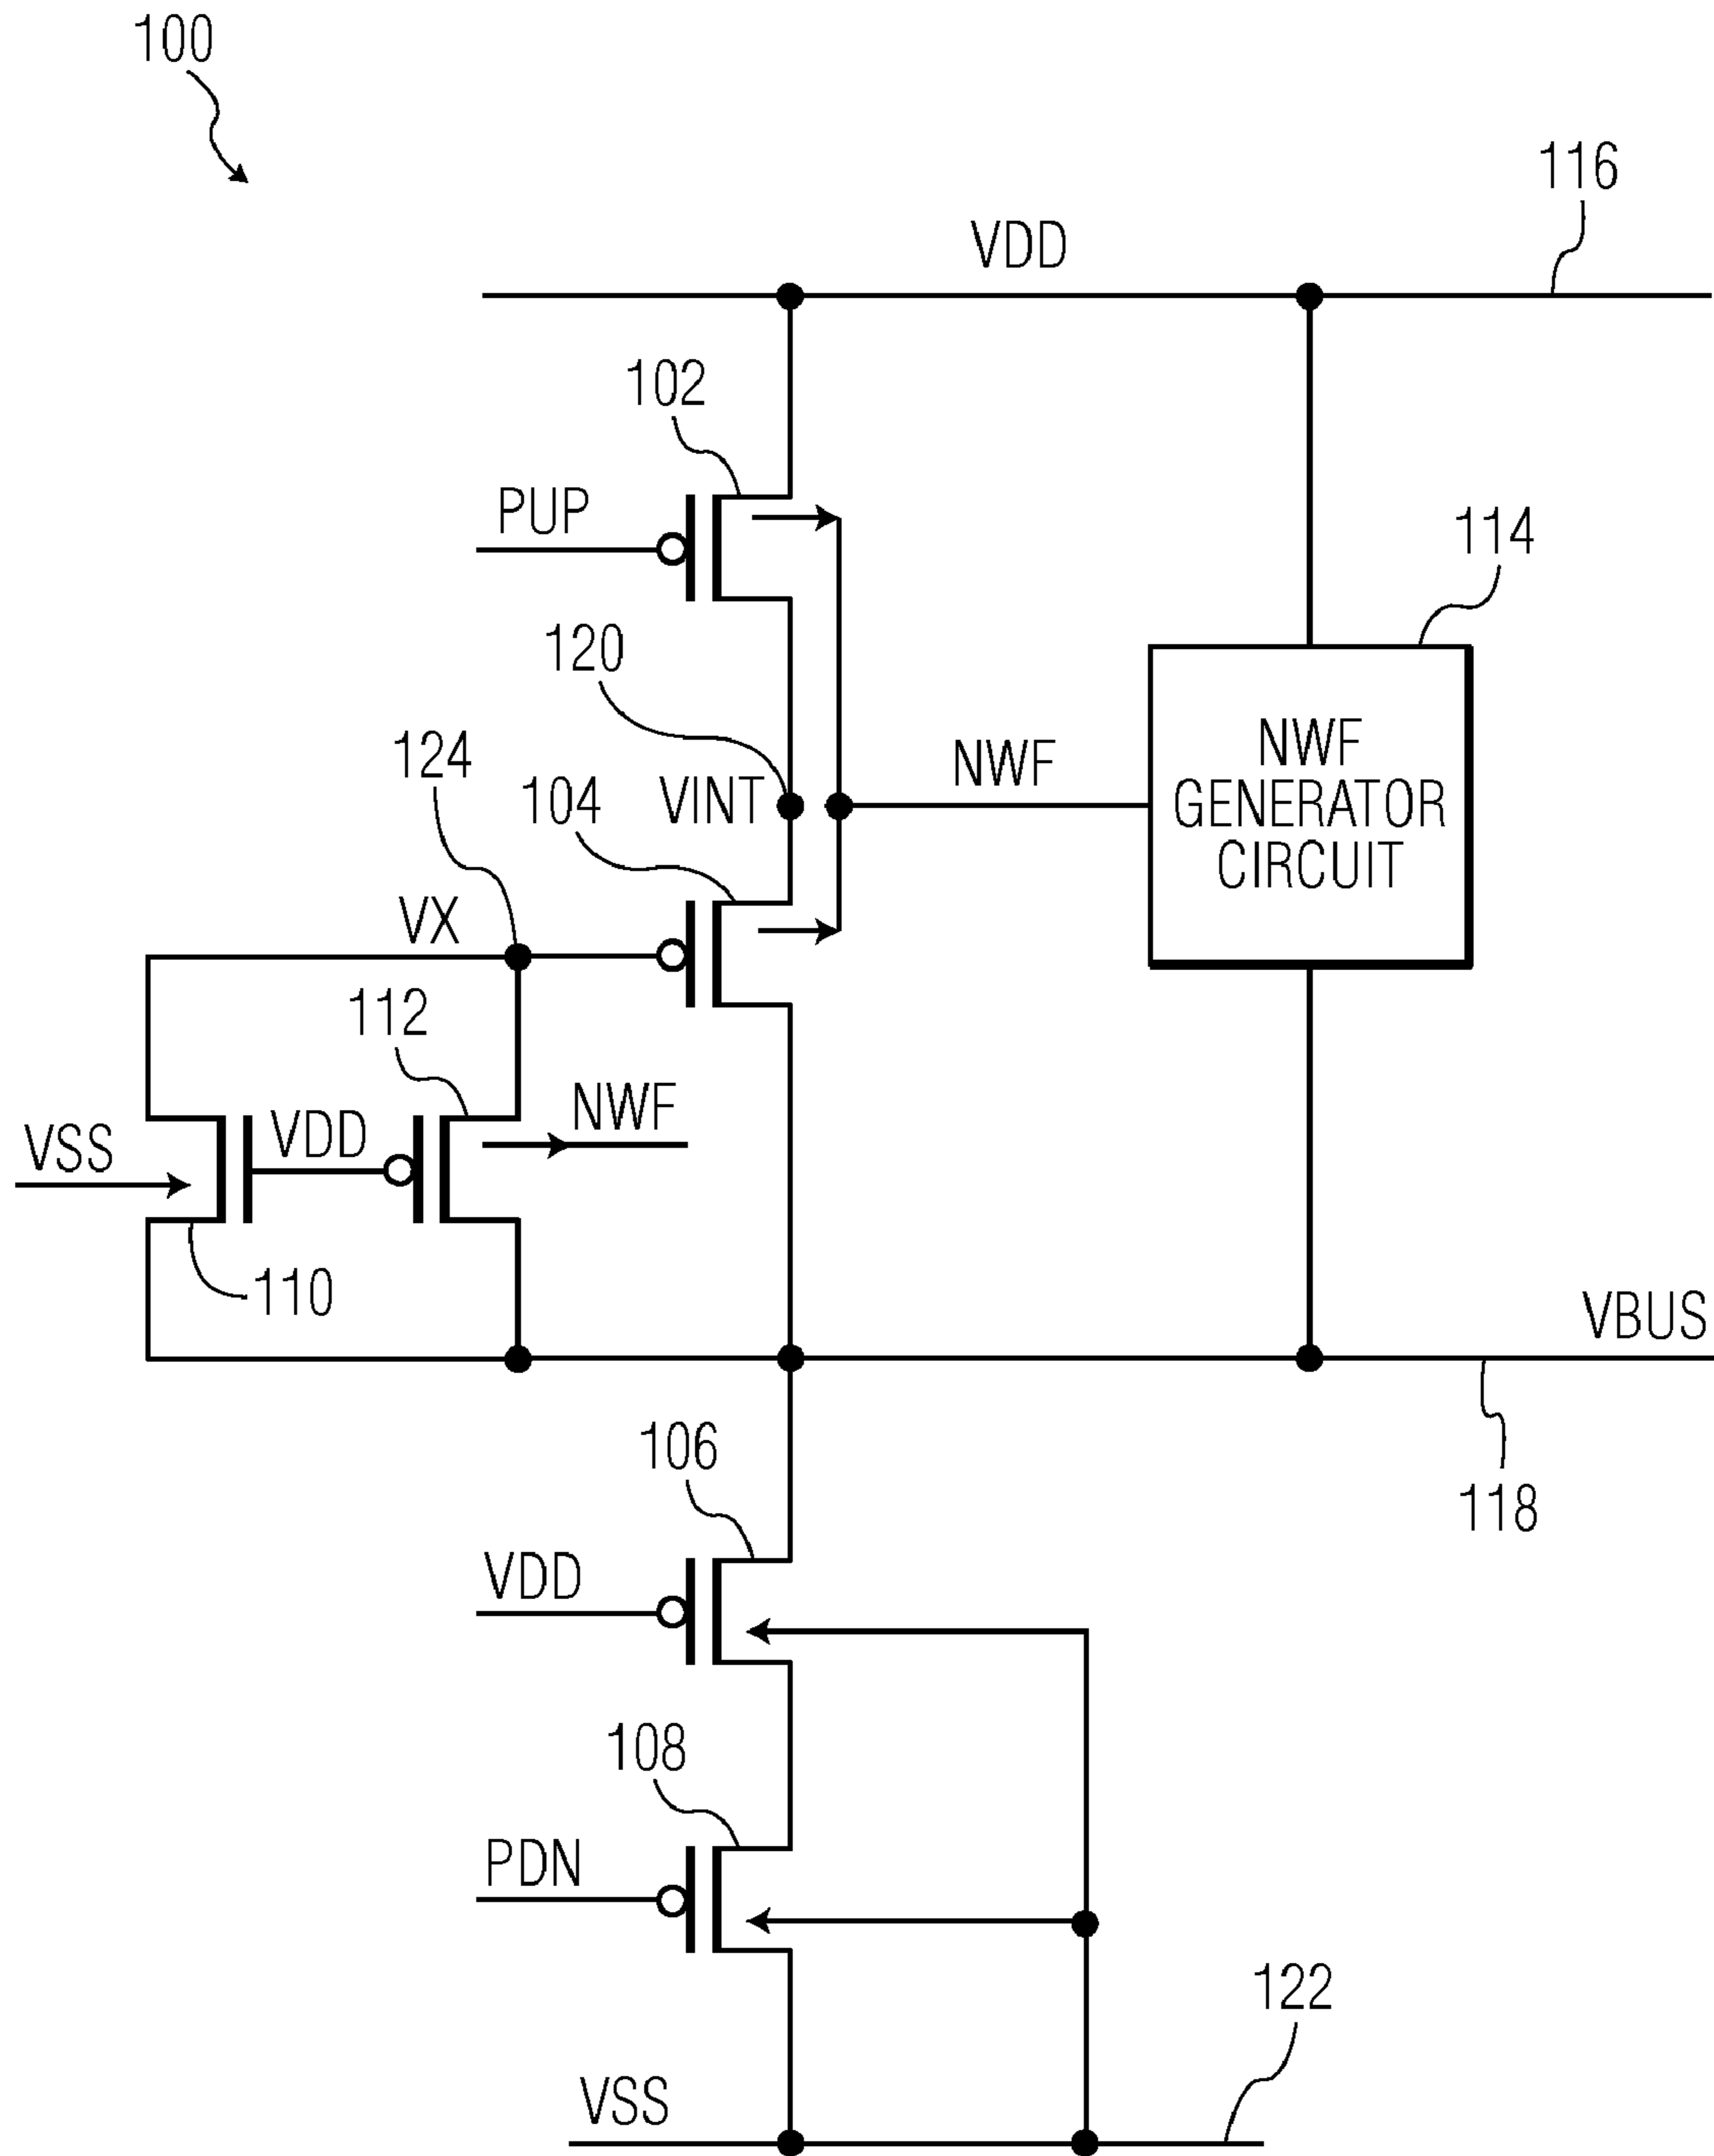 100
116
VDD
102
PUP
114
120
124
104
VINT
NWF
NWF
GENERATOR
CIRCUIT
VX
112
NWF
VDD
VSS
110
VBUS
106
118
VDD
108
PDN
122
VSS